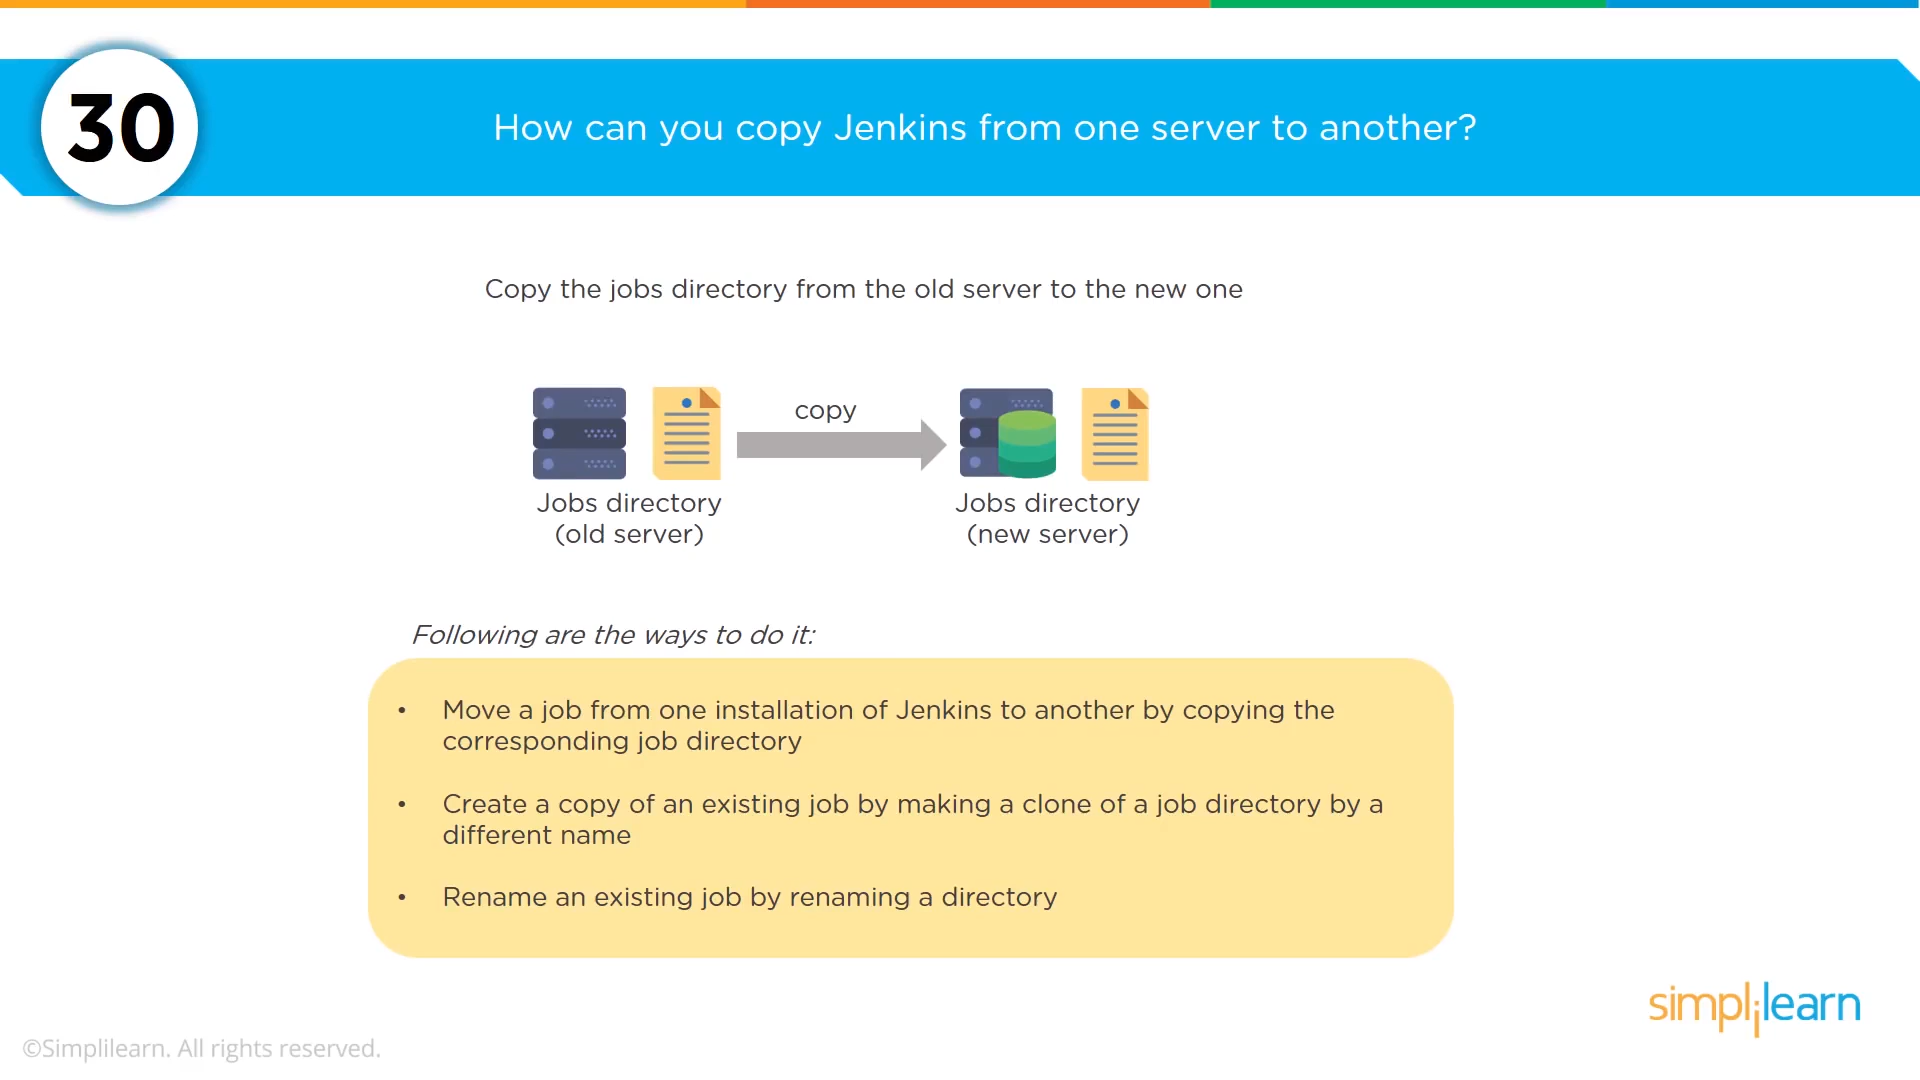 30
How can you copy Jenkins from one server to another?
Copy the jobs directory from the old server to the new one
copy
Jobs directory
(old server)
Jobs directory
(new server)
Following are the ways to do it:
• Move a job from one installation of Jenkins to another by copying the
corresponding job directory
• Create a copy of an existing job by making a clone of a job directory by a
different name
• Rename an existing job by renaming a directory
simplilearn
©Simplilearn. All rights reserved.